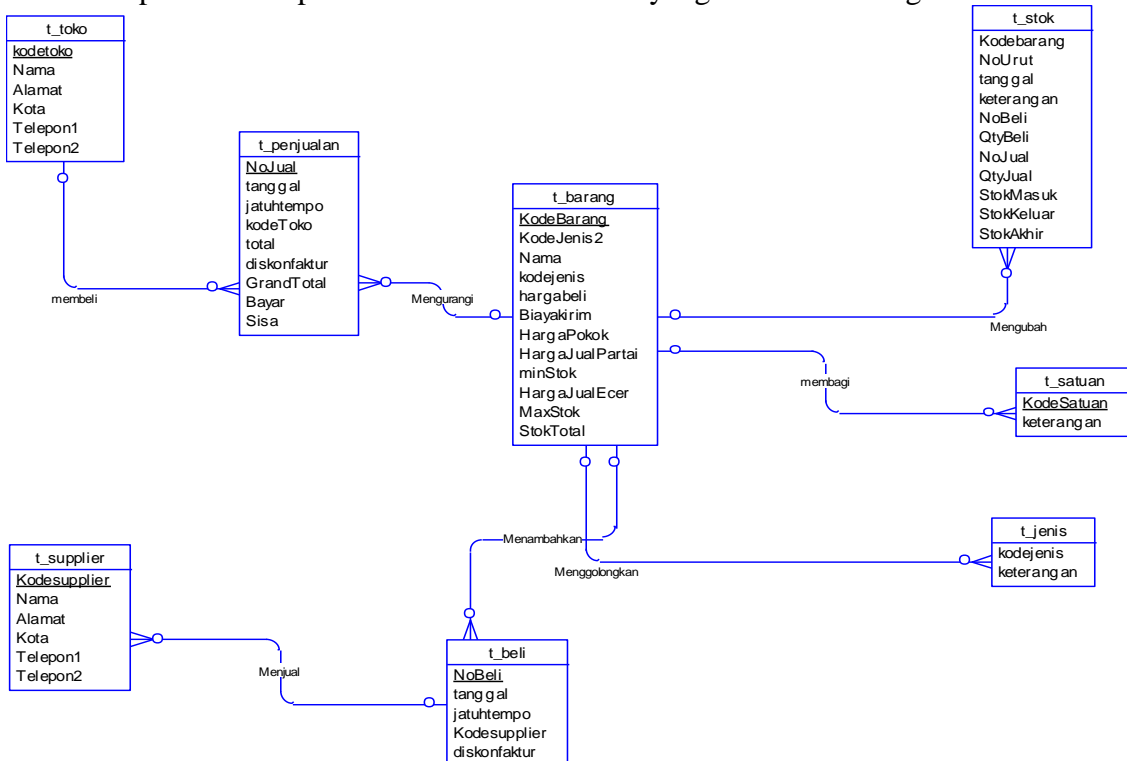 t_toko
kodetoko
Nama
Alamat
Kota
Telepon1
Telepon2
t_penjualan
NoJual
tanggal
jatuhtempo
kodeToko
total
diskonfaktur
GrandTotal
Bayar
Sisa
t_barang
KodeBarang
KodeJenis2
Nama
kodejenis
hargabeli
Biayakirim
HargaPokok
HargaJualPartai
minStok
HargaJualEcer
MaxStok
StokTotal
t_stok
Kodebarang
NoUrut
tanggal
keterangan
NoBeli
QtyBeli
NoJual
QtyJual
StokMasuk
StokKeluar
StokAkhir
membeli
Mengurangi
Mengubah
membagi
t_satuan
KodeSatuan
keterangan
Menambahkan
Menggolongkan
t_jenis
kodejenis
keterangan
t_supplier
Kodesupplier
Nama
Alamat
Kota
Telepon1
Telepon2
Menjual
t_beli
NoBeli
tanggal
jatuhtempo
Kodesupplier
diskonfaktur